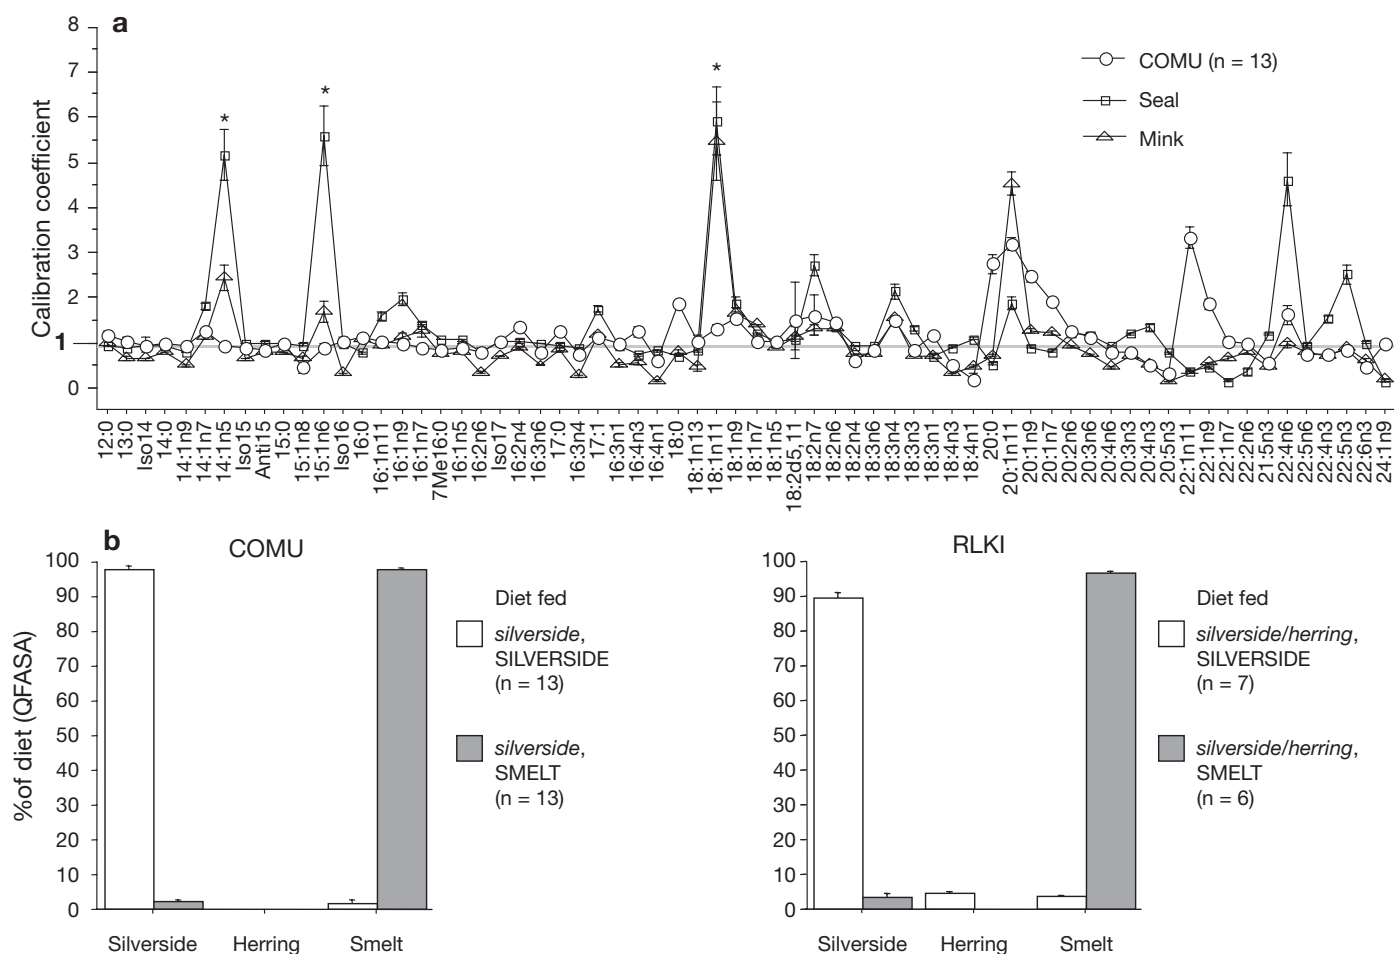 a
Calibration coefficient
8
7
6
5
4
3
2
1
0
*
*
*
COMU (n = 13)
Seal
Mink
12:0
13:0
Iso14
14:0
14:1n9
14:1n7
14:1n5
Iso15
Anti15
15:0
15:1n8
15:1n6
Iso16
16:0
16:1n11
16:1n9
16:1n7
7Me16:0
16:1n5
16:2n6
Iso17
16:2n4
16:3n6
17:0
16:3n4
17:1
16:3n1
16:4n3
16:4n1
18:0
18:1n13
18:1n11
18:1n9
18:1n7
18:1n5
18:2d5,11
18:2n7
18:2n6
18:2n4
18:3n6
18:3n4
18:3n3
18:3n1
18:4n3
18:4n1
20:0
20:1n11
20:1n9
20:1n7
20:2n6
20:3n6
20:4n6
20:3n3
20:4n3
20:5n3
22:1n11
22:1n9
22:1n7
22:2n6
21:5n3
22:4n6
22:5n6
22:4n3
22:5n3
22:6n3
24:1n9
b
COMU
%of diet (QFASA)
100
90
80
70
60
50
40
30
20
10
0
Silverside Herring Smelt
Diet fed
silverside,
SILVERSIDE
(n = 13)
silverside,
SMELT
(n = 13)
RLKI
100
90
80
70
60
50
40
30
20
10
0
Silverside Herring Smelt
Diet fed
silverside/herring,
SILVERSIDE
(n = 7)
silverside/herring,
SMELT
(n = 6)